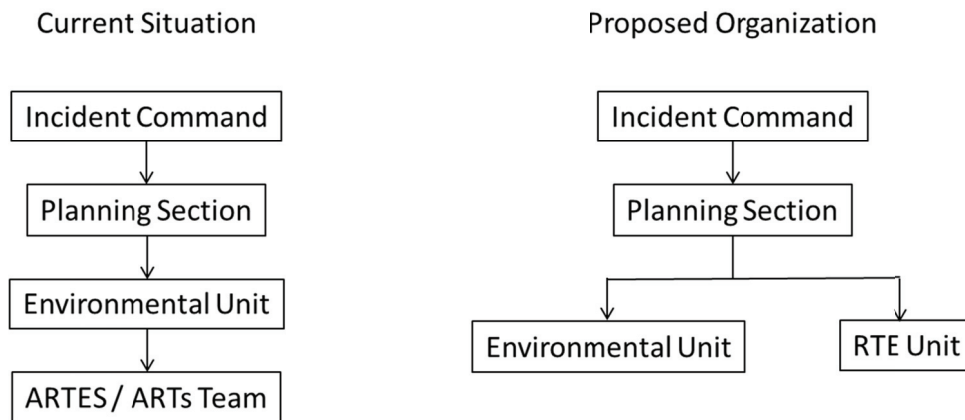 Current Situation
Incident Command
Planning Section
Environmental Unit
ARTES / ARTs Team
Proposed Organization
Incident Command
Planning Section
Environmental Unit
RTE Unit